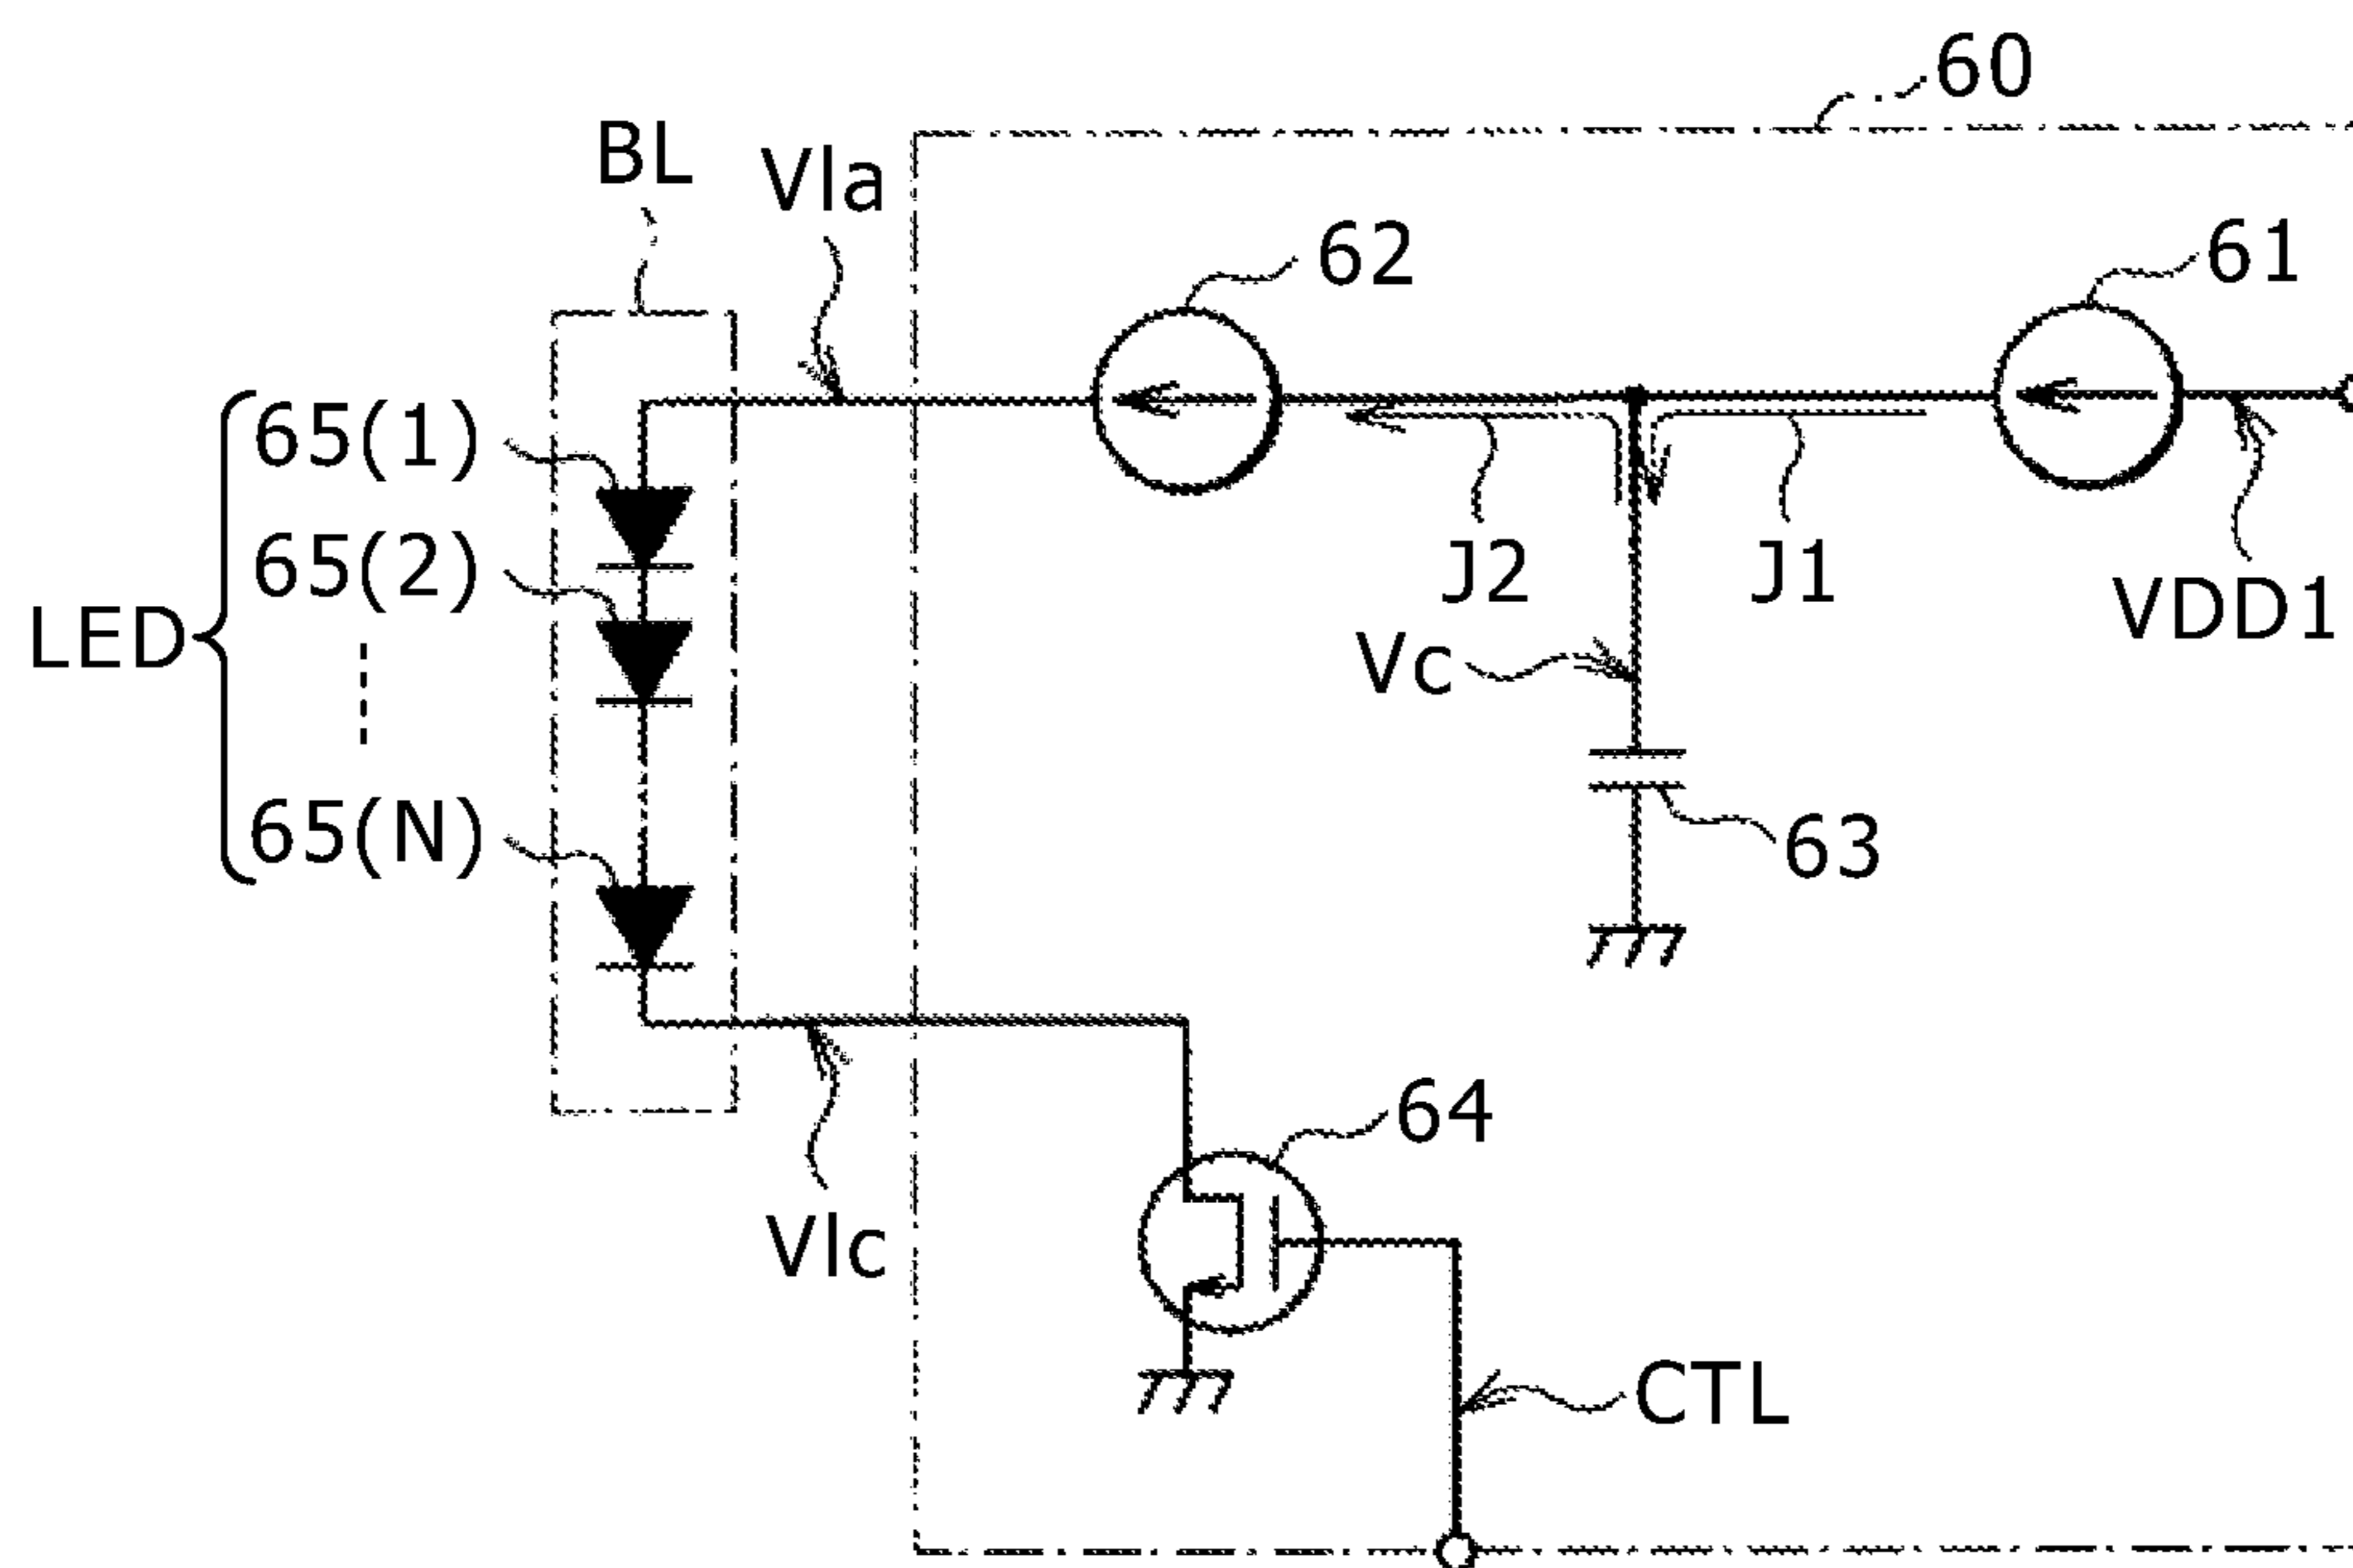 60
BL
Vla
62
61
65(1)
65(2)
LED
J2
J1
VDD1
Vc
65(N)
63
64
Vlc
CTL